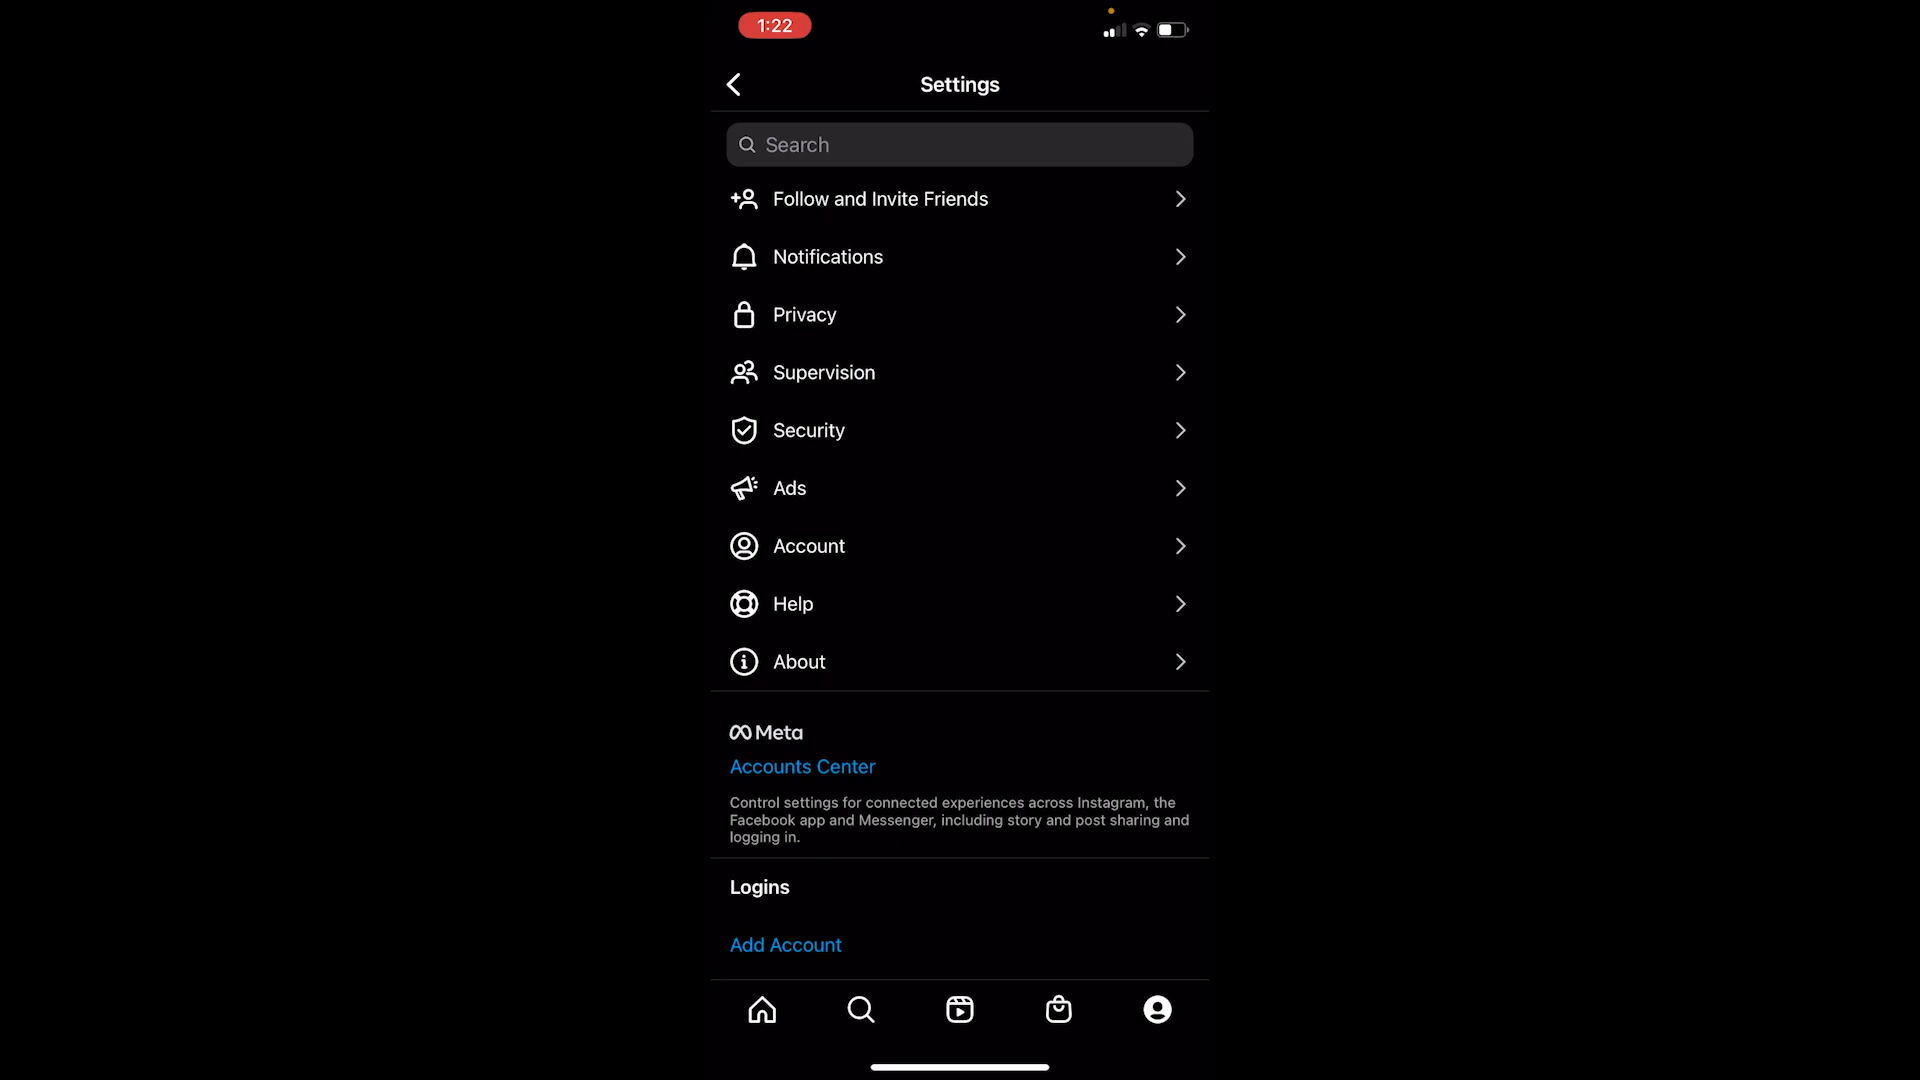 1:22
Settings
Search
Follow and Invite Friends
Notifications
Privacy
Supervision
Security
Ads
Account
Help
About
Meta
Accounts Center
Control settings for connected experiences across Instagram, the
Facebook app and Messenger, including story and post sharing and
logging in.
Logins
Add Account